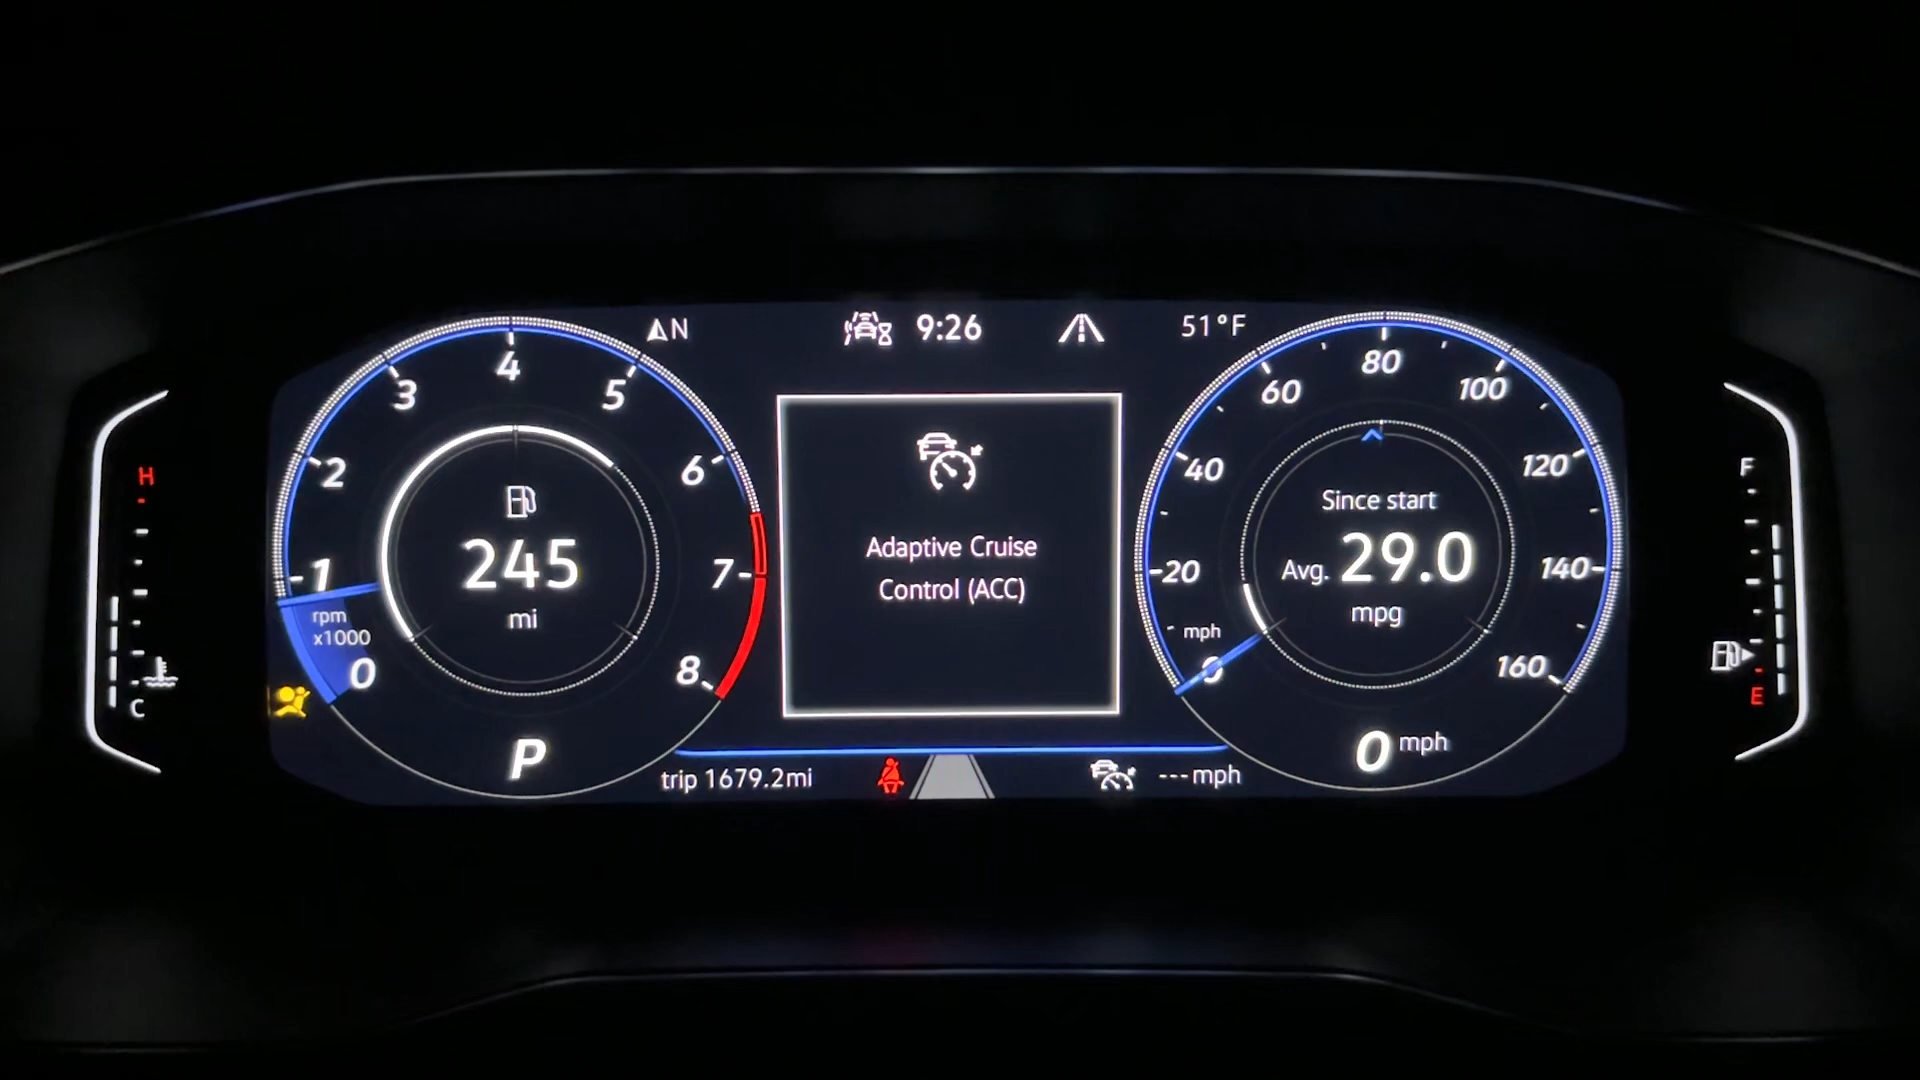 N
9:26
51°F
H
C
1
2
3
4
5
6
7
8
0
rpm
x1000
245
mi
P
Adaptive Cruise
Control (ACC)
trip 1679.2mi
--- mph
0
20
40
60
80
100
120
140
160
mph
Since start
Avg. 29.0
mpg
0 mph
F
E